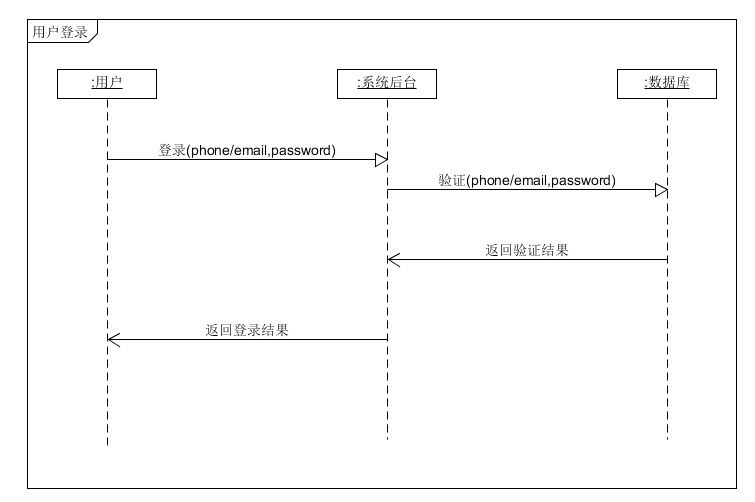 用户登录
:用户
:系统后台
:数据库
登录(phone/email,password)
验证(phone/email,password)
返回验证结果
返回登录结果